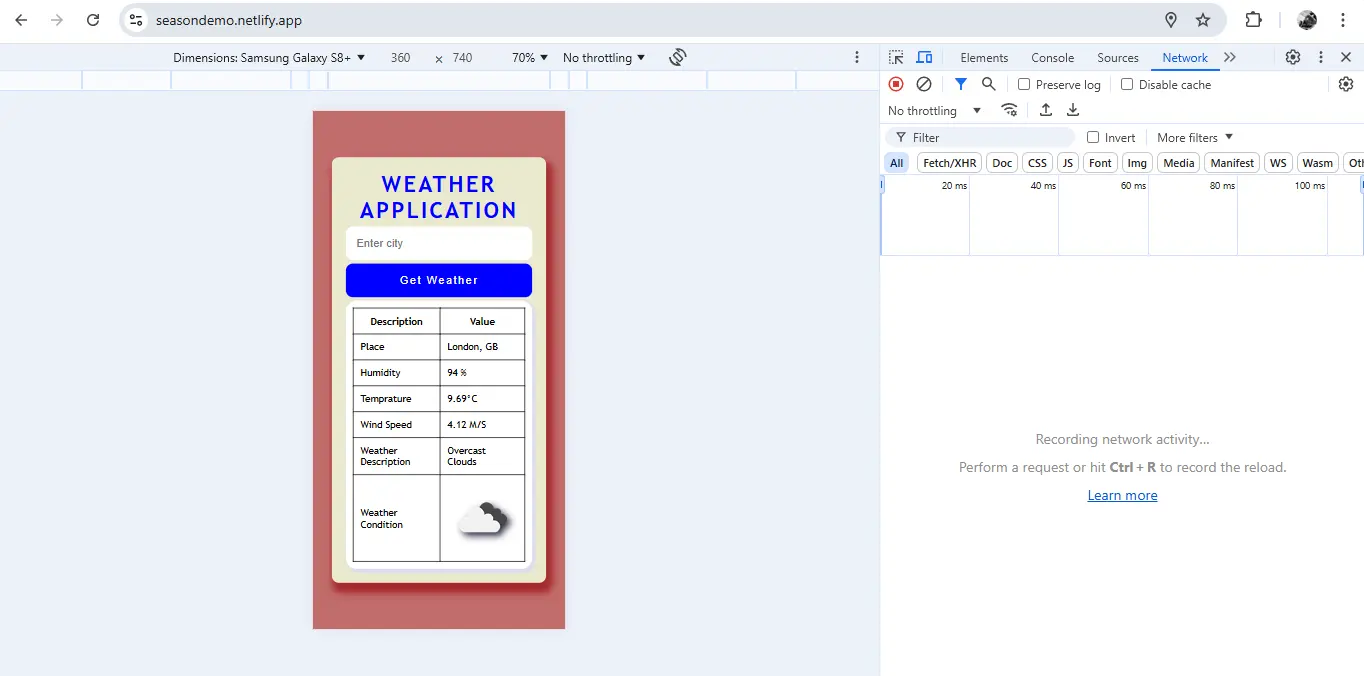 seasondemo.netlify.app
Dimensions: Samsung Galaxy S8+ 360 × 740 70% No throttling
Elements Console Sources Network
Preserve log Disable cache
No throttling
Filter Invert More filters
All Fetch/XHR Doc CSS JS Font Img Media Manifest WS Wasm Oth
20 ms 40 ms 60 ms 80 ms 100 ms
WEATHER
APPLICATION
Enter city
Get Weather
Description Value
Place London, GB
Humidity 94 %
Temprature 9.69°C
Wind Speed 4.12 M/S
Weather Overcast
Description Clouds
Weather
Condition
Recording network activity...
Perform a request or hit Ctrl + R to record the reload.
Learn more